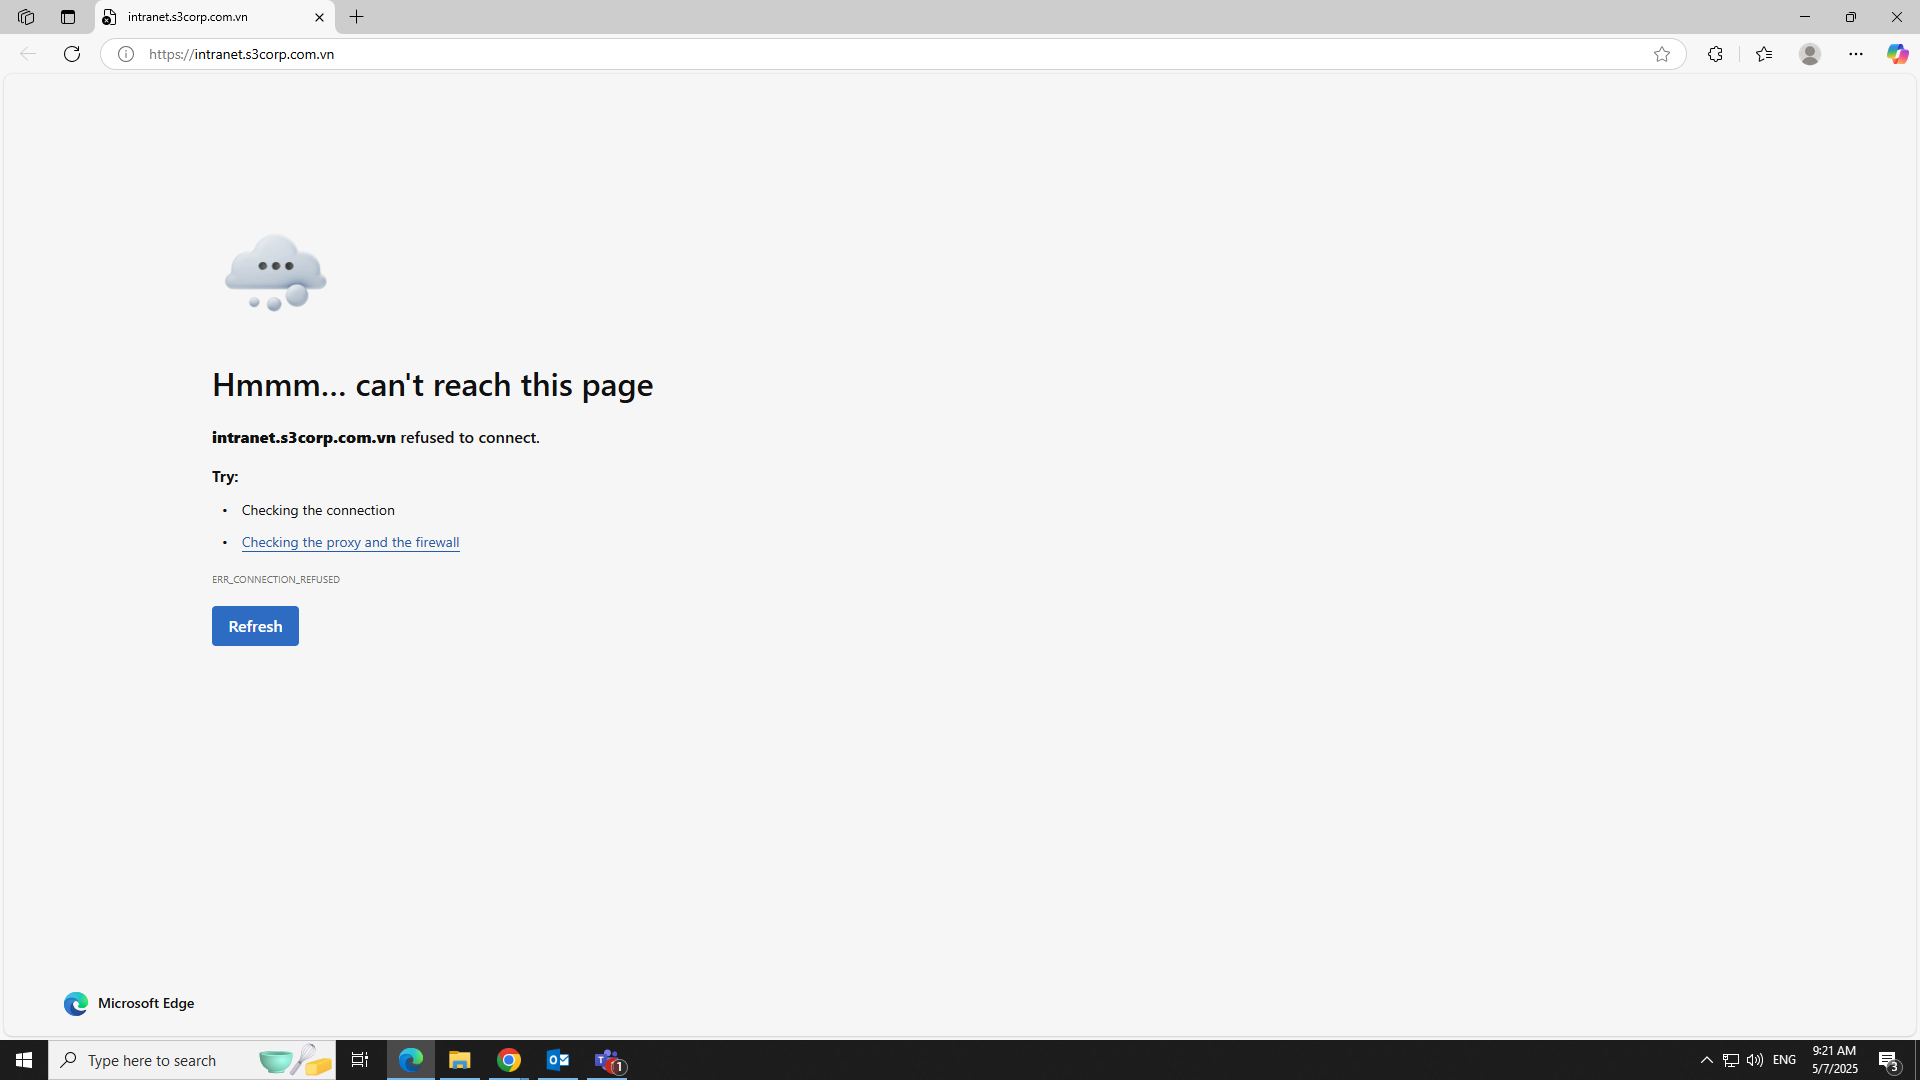 intranet.s3corp.com.vn
https://intranet.s3corp.com.vn
Hmmm... can't reach this page
intranet.s3corp.com.vn refused to connect.
Try:
• Checking the connection
• Checking the proxy and the firewall
ERR_CONNECTION_REFUSED
Refresh
Microsoft Edge
Type here to search
1
ENG
9:21 AM
5/7/2025
3